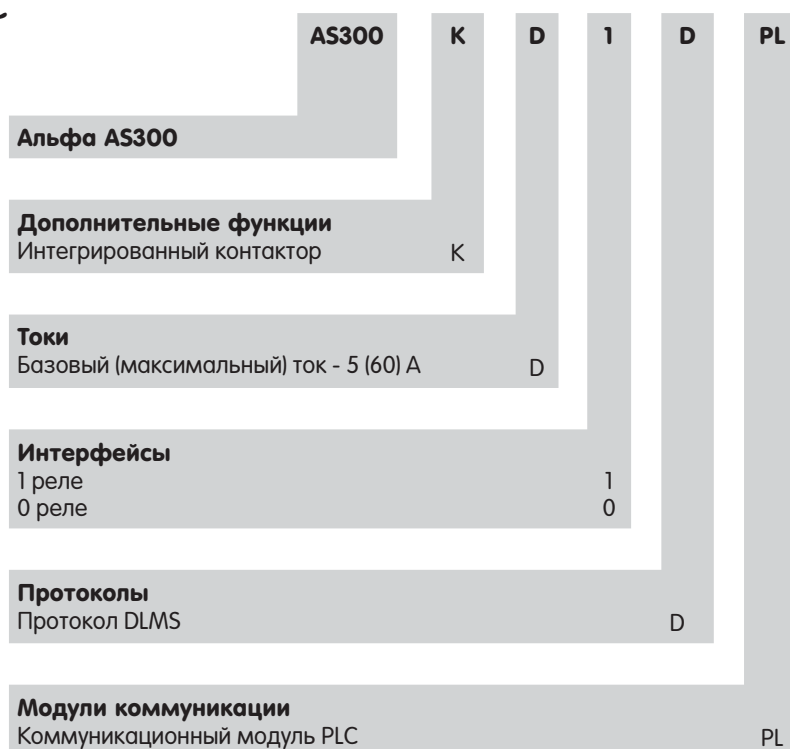 AS300 K D 1 D PL
Альфа AS300
Дополнительные функции
Интегрированный контактор K
Токи
Базовый (максимальный) ток - 5 (60) А D
Интерфейсы
1 реле 1
0 реле 0
Протоколы
Протокол DLMS D
Модули коммуникации
Коммуникационный модуль PLC PL